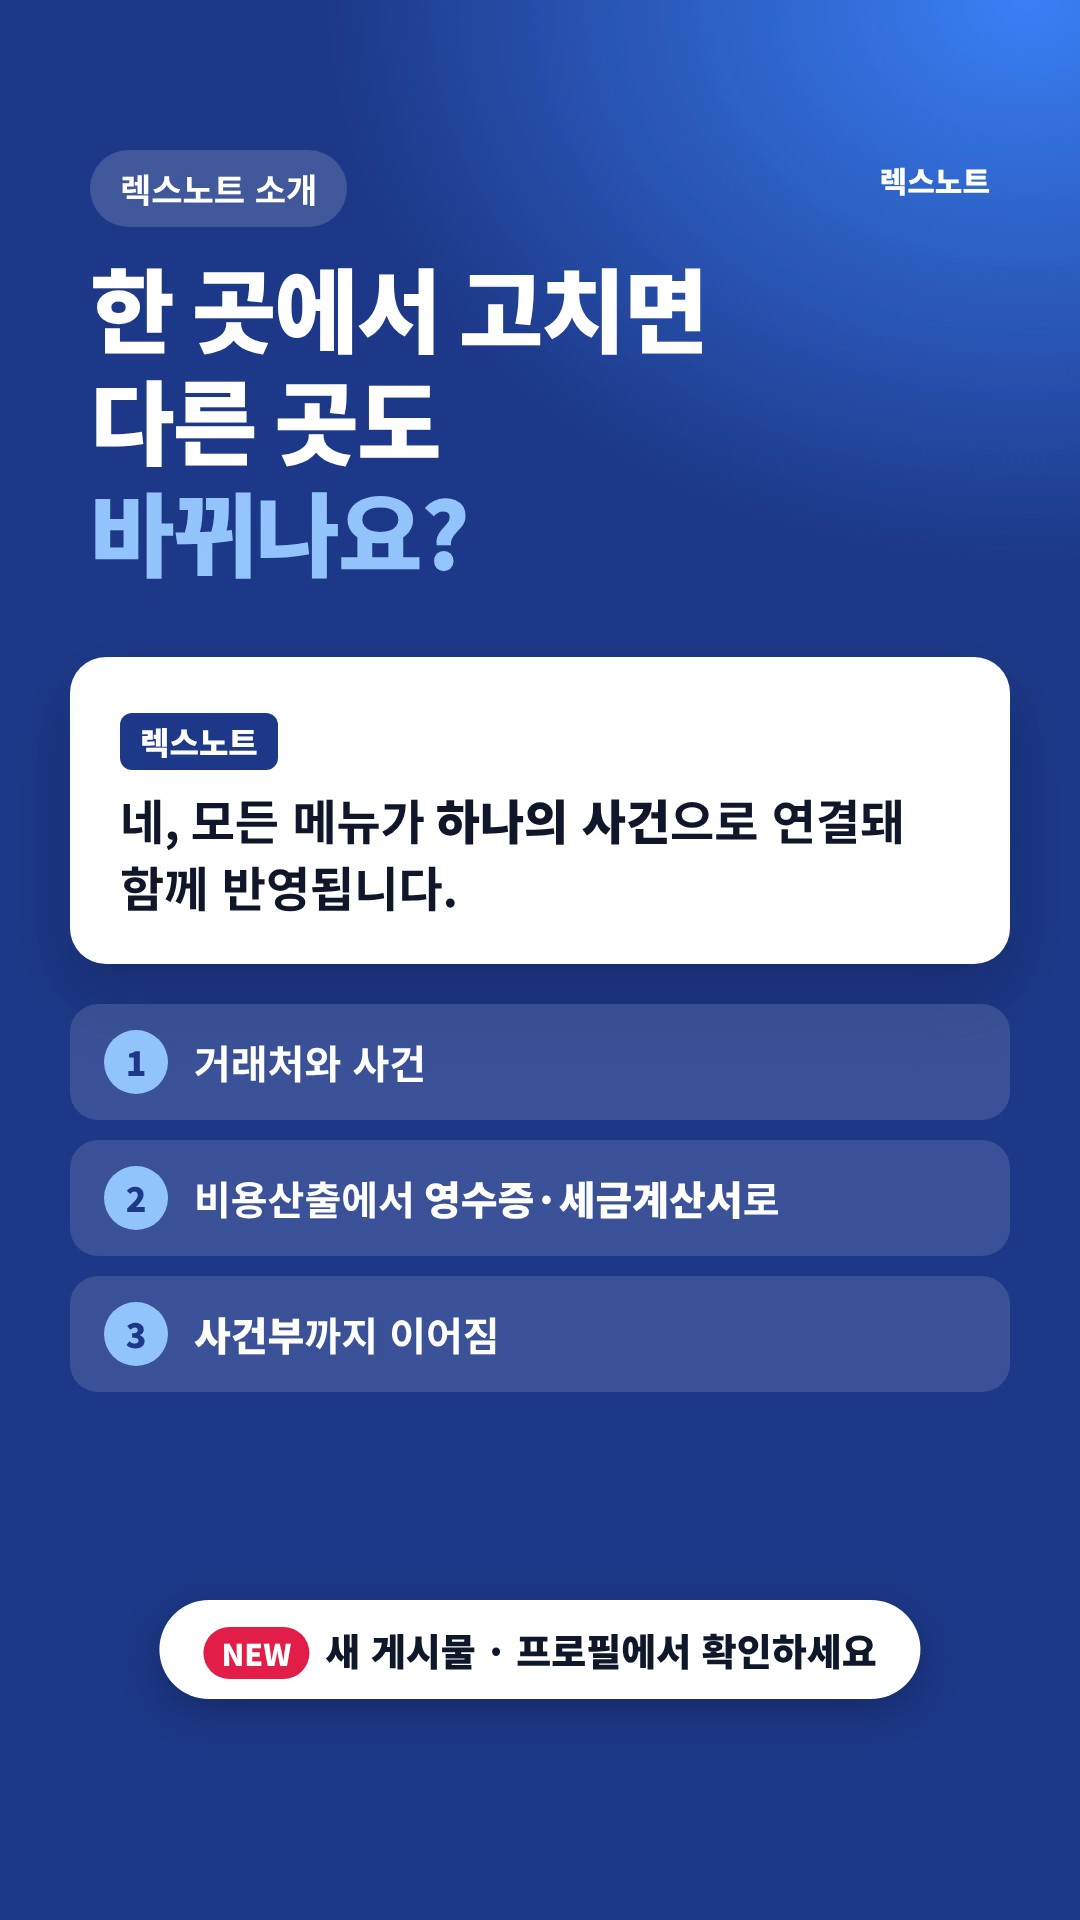 렉스노트 소개
렉스노트
한 곳에서 고치면
다른 곳도
바뀌나요?
렉스노트
네, 모든 메뉴가 하나의 사건으로 연결돼
함께 반영됩니다.
1 거래처와 사건
2 비용산출에서 영수증·세금계산서로
3 사건부까지 이어짐
NEW 새 게시물 · 프로필에서 확인하세요